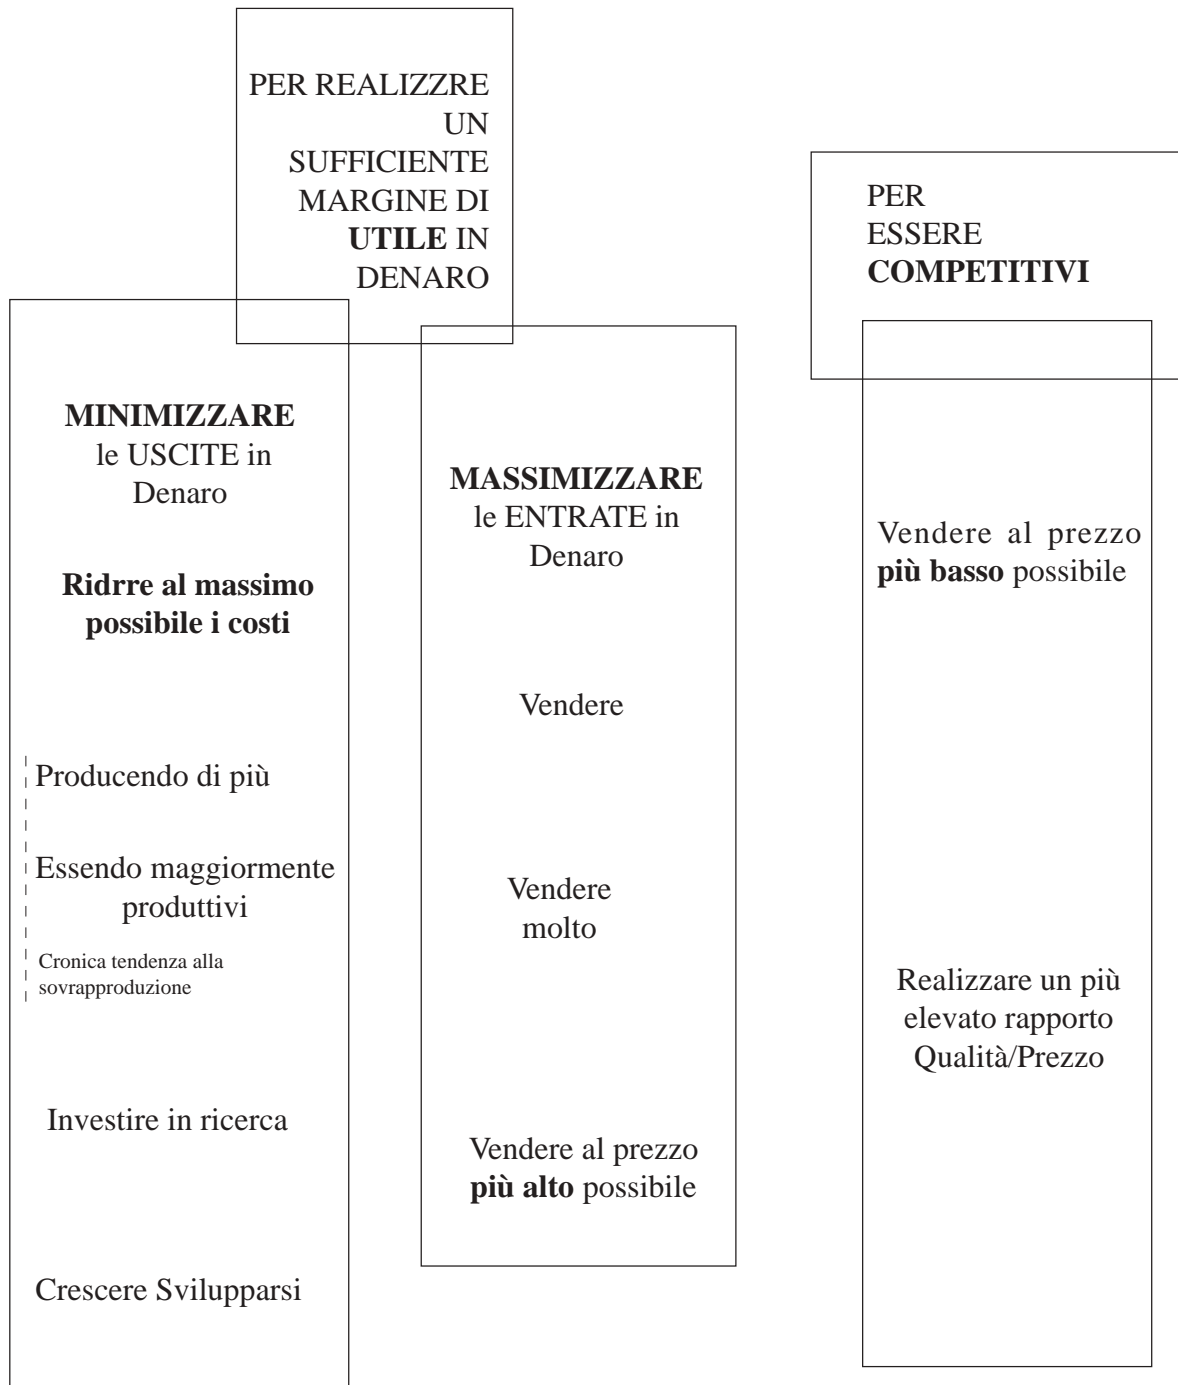 PER REALIZZRE
UN
SUFFICIENTE
MARGINE DI
UTILE IN
DENARO
MINIMIZZARE
le USCITE in
Denaro
Ridrre al massimo
possibile i costi
Producendo di più
Essendo maggiormente
produttivi
Cronica tendenza alla
sovrapproduzione
Investire in ricerca
Crescere Svilupparsi
MASSIMIZZARE
le ENTRATE in
Denaro
Vendere
Vendere
molto
Vendere al prezzo
più alto possibile
PER
ESSERE
COMPETITIVI
Vendere al prezzo
più basso possibile
Realizzare un più
elevato rapporto
Qualità/Prezzo